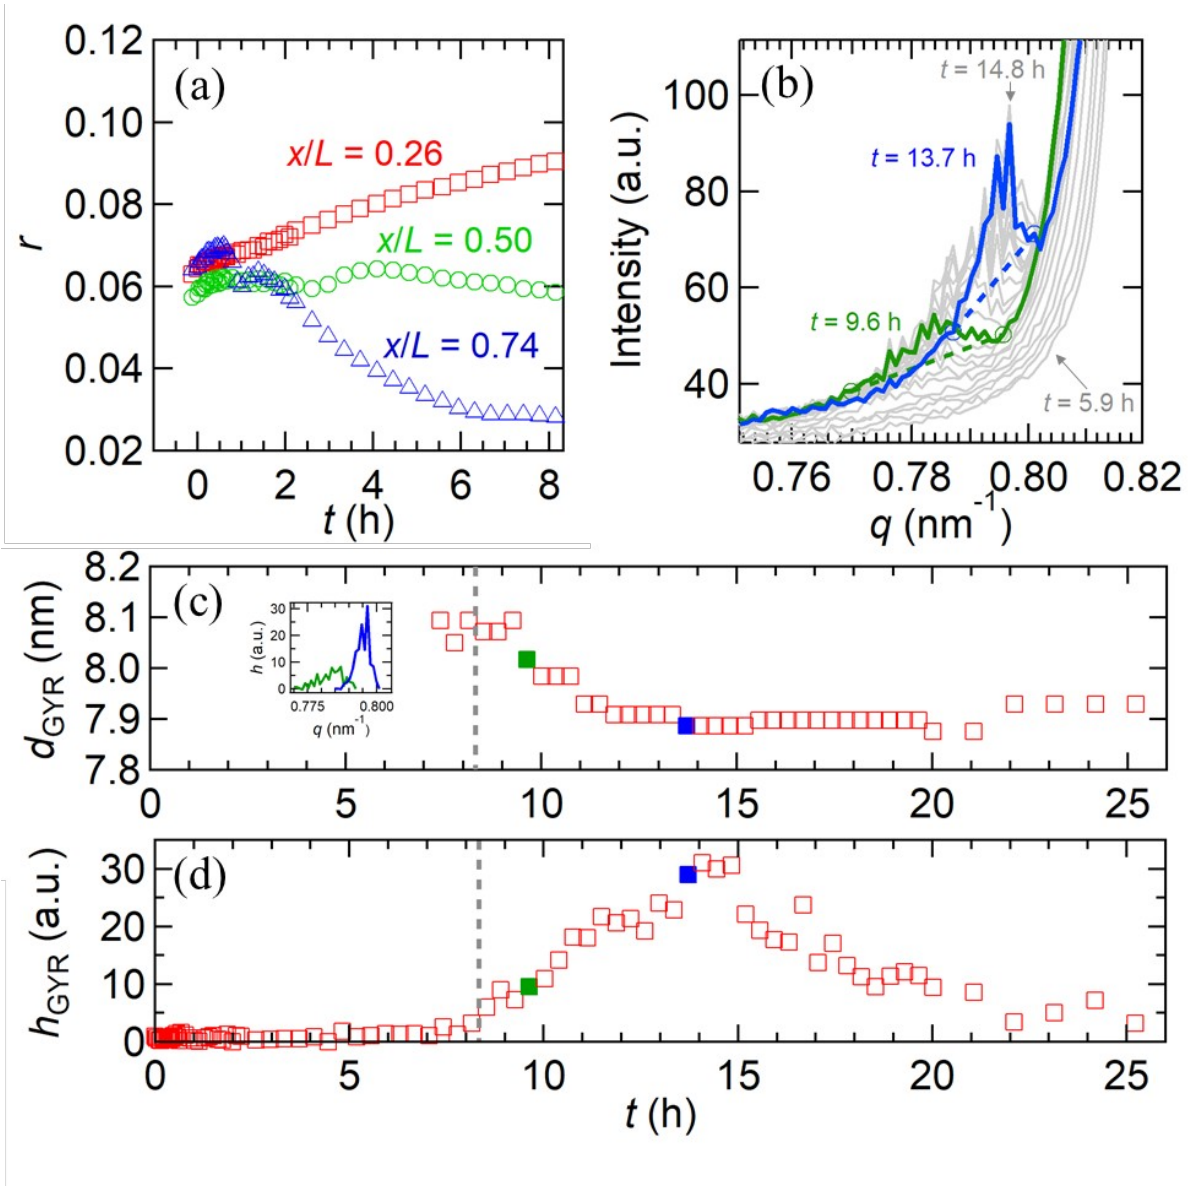 (a)
0.12
0.10
0.08
0.06
0.04
0.02
r
x/L = 0.26
x/L = 0.50
x/L = 0.74
0 2 4 6 8
t (h)
(b)
100
80
60
40
Intensity (a.u.)
t = 14.8 h
t = 13.7 h
t = 9.6 h
t = 5.9 h
0.76 0.78 0.80 0.82
q (nm⁻¹)
(c)
8.2
8.1
8.0
7.9
7.8
dGYR (nm)
30
20
10
0
h (a.u.)
0.775 0.800
q (nm⁻¹)
0 5 10 15 20 25
(d)
30
20
10
0
hGYR (a.u.)
0 5 10 15 20 25
t (h)